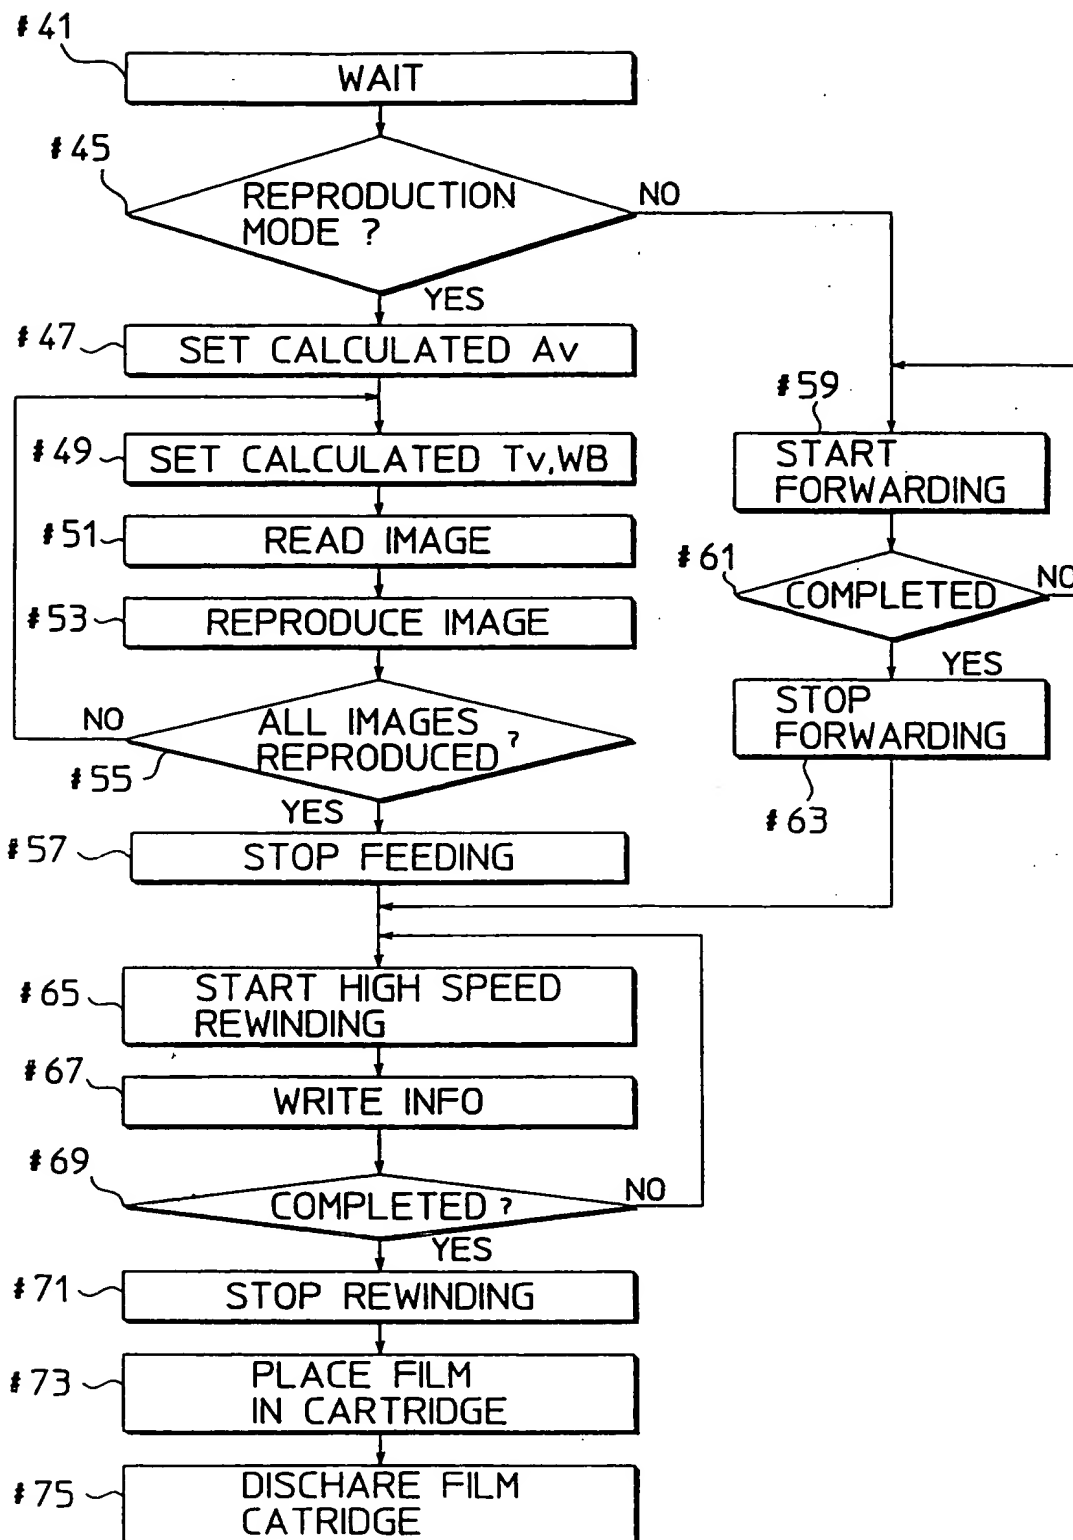 #41
WAIT
#45
REPRODUCTION
MODE ?
NO
YES
#47
SET CALCULATED Av
#49
SET CALCULATED Tv,WB
#51
READ IMAGE
#53
REPRODUCE IMAGE
NO
ALL IMAGES
REPRODUCED ?
#55
YES
#57
STOP FEEDING
#59
START
FORWARDING
#61
COMPLETED
NO
YES
STOP
FORWARDING
#63
#65
START HIGH SPEED
REWINDING
#67
WRITE INFO
#69
COMPLETED ?
NO
YES
#71
STOP REWINDING
#73
PLACE FILM
IN CARTRIDGE
#75
DISCHARE FILM
CATRIDGE